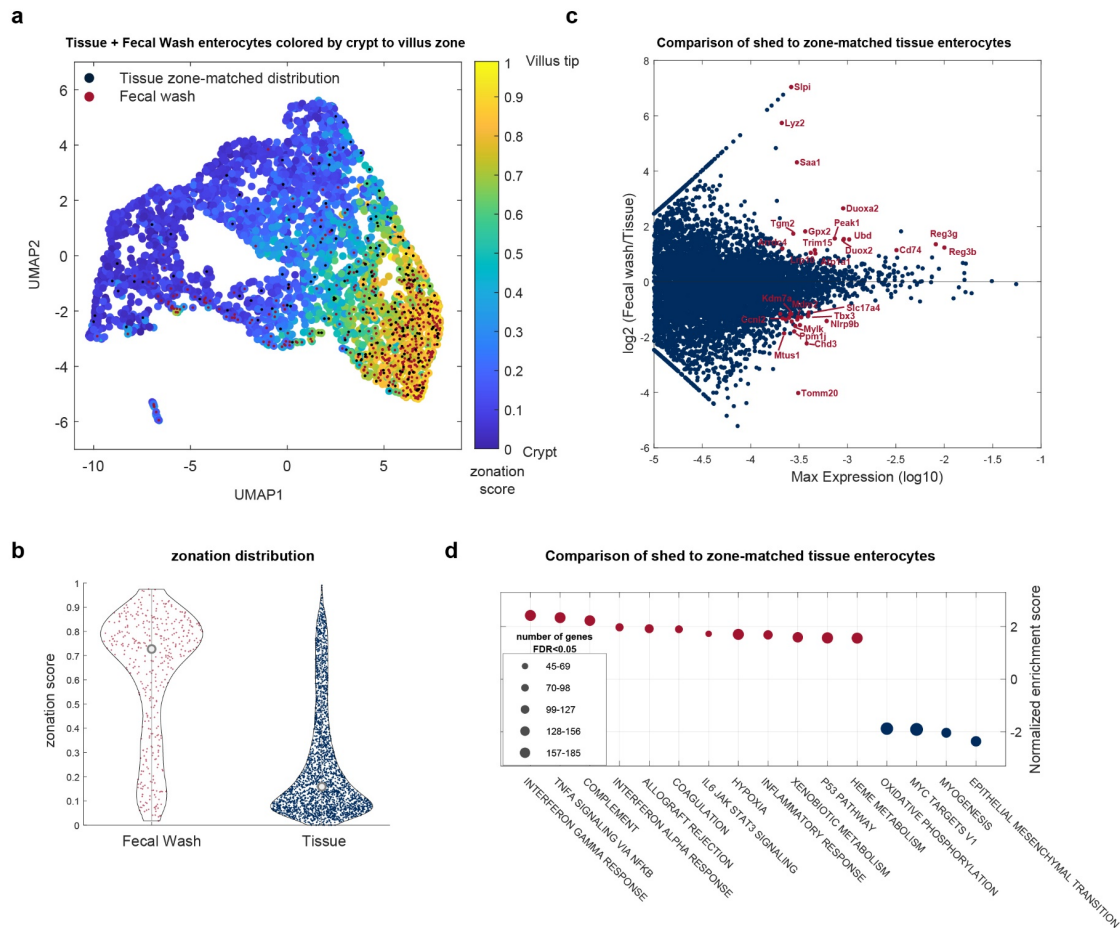 a
Tissue + Fecal Wash enterocytes colored by crypt to villus zone
Tissue zone-matched distribution
Fecal wash
6
4
2
0
-2
-4
-6
UMAP2
-10
-5
0
5
UMAP1
Villus tip
1
0.9
0.8
0.7
0.6
0.5
0.4
0.3
0.2
0.1
0
Crypt
zonation
score
c
Comparison of shed to zone-matched tissue enterocytes
8
6
4
2
0
-2
-4
-6
log2 (Fecal wash/Tissue)
Slpi
Lyz2
Saa1
Duoxa2
Tgm2
Peak1
Gpx2
Ubd
Reg3g
Trim15
Duox2
Cd74
Reg3b
Kdm7a
Slc17a4
Tbx3
Nlrp9b
Mylk
Ppm1j
Chd3
Mtus1
Tomm20
-5
-4.5
-4
-3.5
-3
-2.5
-2
-1.5
-1
Max Expression (log10)
b
zonation distribution
1
0.9
0.8
0.7
0.6
0.5
0.4
0.3
0.2
0.1
0
zonation score
Fecal Wash
Tissue
d
Comparison of shed to zone-matched tissue enterocytes
number of genes
FDR<0.05
45-69
70-98
99-127
128-156
157-185
2
0
-2
Normalized enrichment score
INTERFERON GAMMA RESPONSE
TNFA SIGNALING VIA NFKB
COMPLEMENT
INTERFERON ALPHA RESPONSE
ALLOGRAFT REJECTION
COAGULATION
IL6 JAK STAT3 SIGNALING
HYPOXIA
INFLAMMATORY RESPONSE
XENOBIOTIC METABOLISM
P53 PATHWAY
HEME METABOLISM
OXIDATIVE PHOSPHORYLATION
MYC TARGETS V1
MYOGENESIS
EPITHELIAL MESENCHYMAL TRANSITION